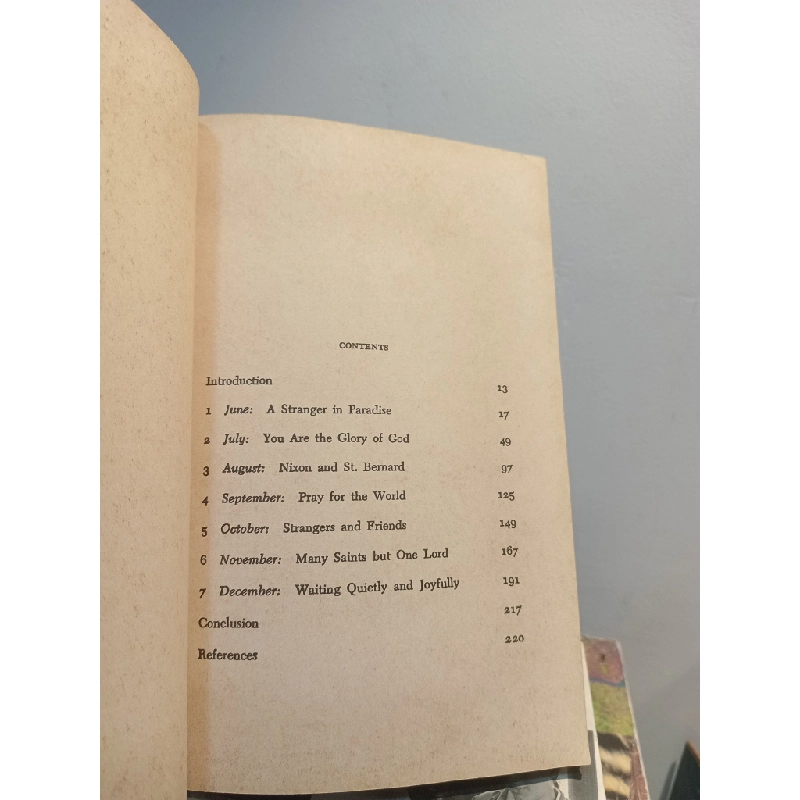 CONTENTS
Introduction 13
1 June: A Stranger in Paradise 17
2 July: You Are the Glory of God 49
3 August: Nixon and St. Bernard 97
4 September: Pray for the World 125
5 October: Strangers and Friends 149
6 November: Many Saints but One Lord 167
7 December: Waiting Quietly and Joyfully 191
Conclusion 217
References 220